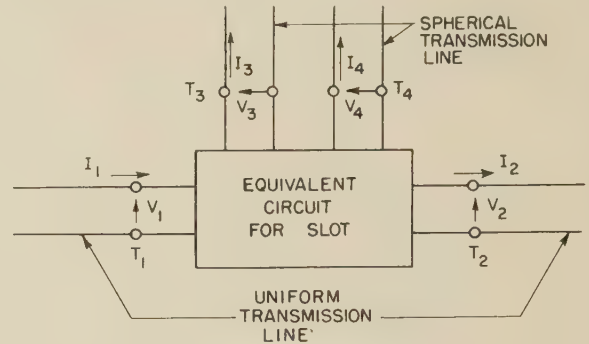 SPHERICAL
TRANSMISSION
LINE
I3
I4
T3
V3
V4
T4
I1
V1
T1
EQUIVALENT
CIRCUIT
FOR SLOT
I2
V2
T2
UNIFORM
TRANSMISSION
LINE